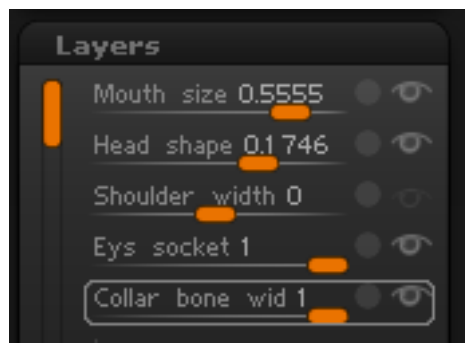 Layers
Mouth size 0.5555
Head shape 0.1746
Shoulder width 0
Eys socket 1
Collar bone wid 1